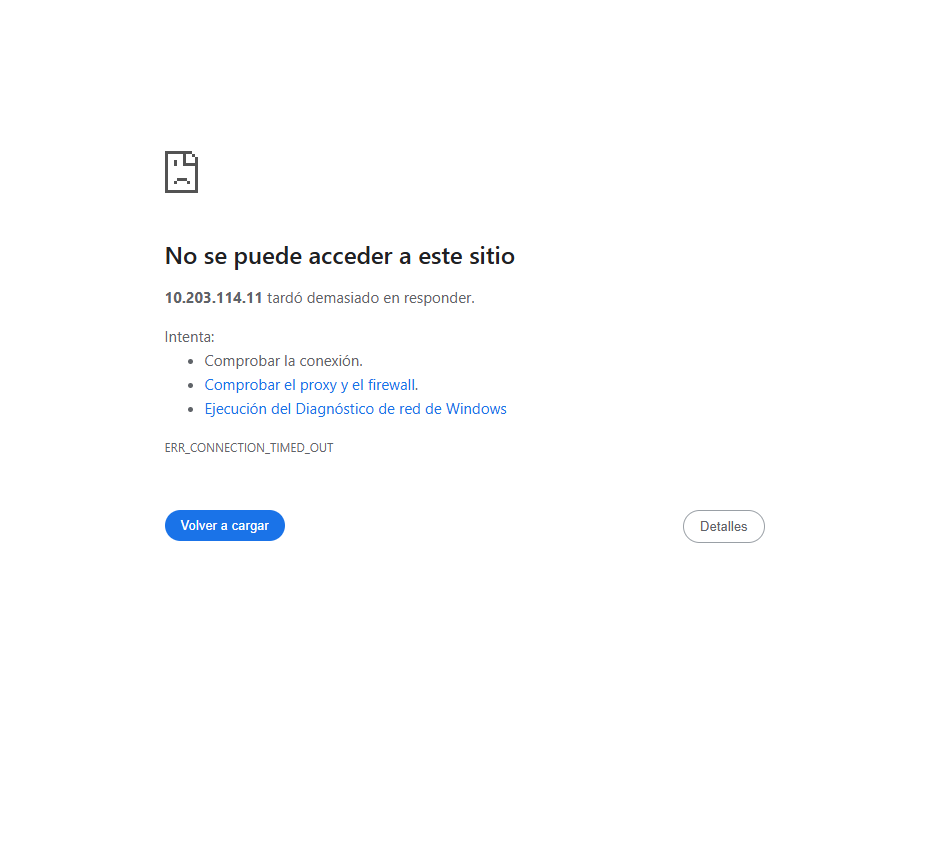 No se puede acceder a este sitio
10.203.114.11 tardó demasiado en responder.
Intenta:
Comprobar la conexión.
Comprobar el proxy y el firewall.
Ejecución del Diagnóstico de red de Windows
ERR_CONNECTION_TIMED_OUT
Volver a cargar
Detalles